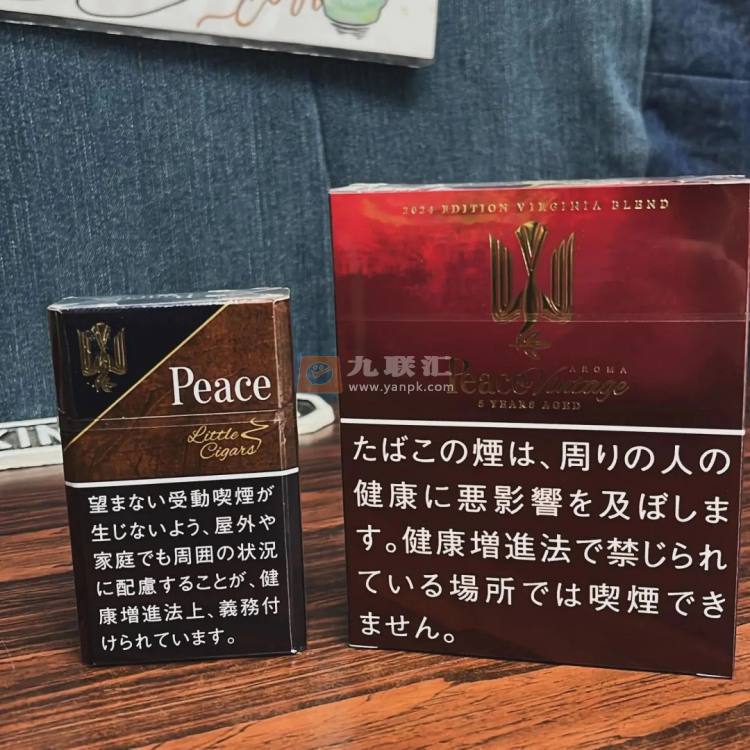 Peace
Little
Cigars
望まない受動喫煙が
生じないよう、屋外や
家庭でも周囲の状況
に配慮することが、健
康増進法上、義務付
けられています。
2024 EDITION VIRGINIA BLEND
九联汇
www.yanpk.com
AROMA
Peace Vintage
5 YEARS AGED
たばこの煙は、周りの人の
健康に悪影響を及ぼしま
す。健康増進法で禁じられ
ている場所では喫煙でき
ません。